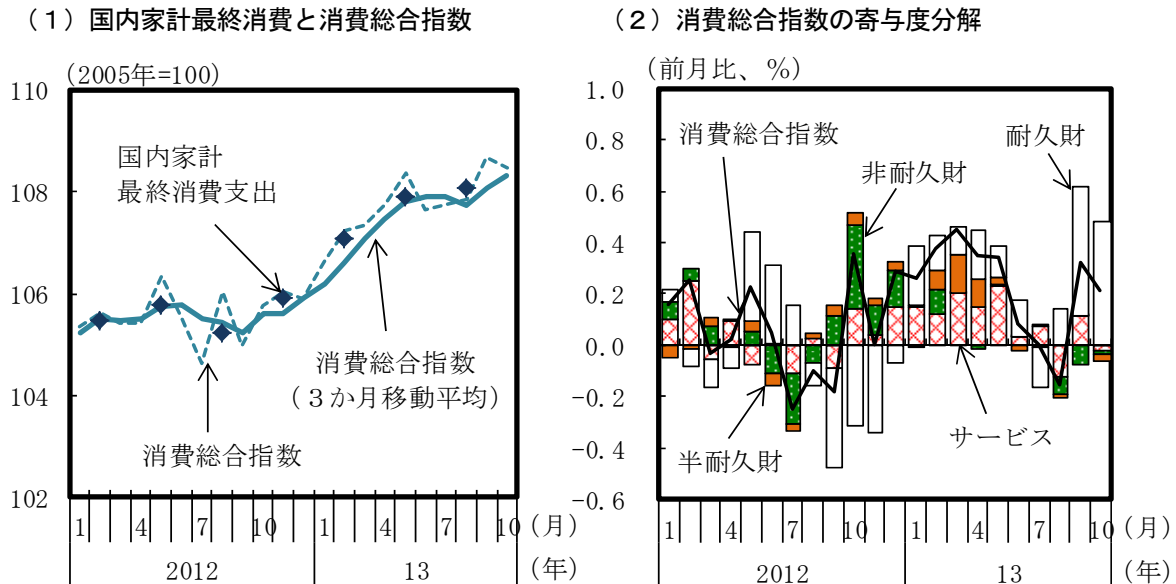 （１）国内家計最終消費と消費総合指数
(2005年=100)
110
108
106
104
102
国内家計
最終消費支出
消費総合指数
（３か月移動平均）
消費総合指数
1 4 7 10 1 4 7 10 (月)
2012 13 (年)
（２）消費総合指数の寄与度分解
(前月比、%)
1.0
0.8
0.6
0.4
0.2
0.0
-0.2
-0.4
-0.6
消費総合指数
耐久財
非耐久財
サービス
半耐久財
1 4 7 10 1 4 7 10 (月)
2012 13 (年)